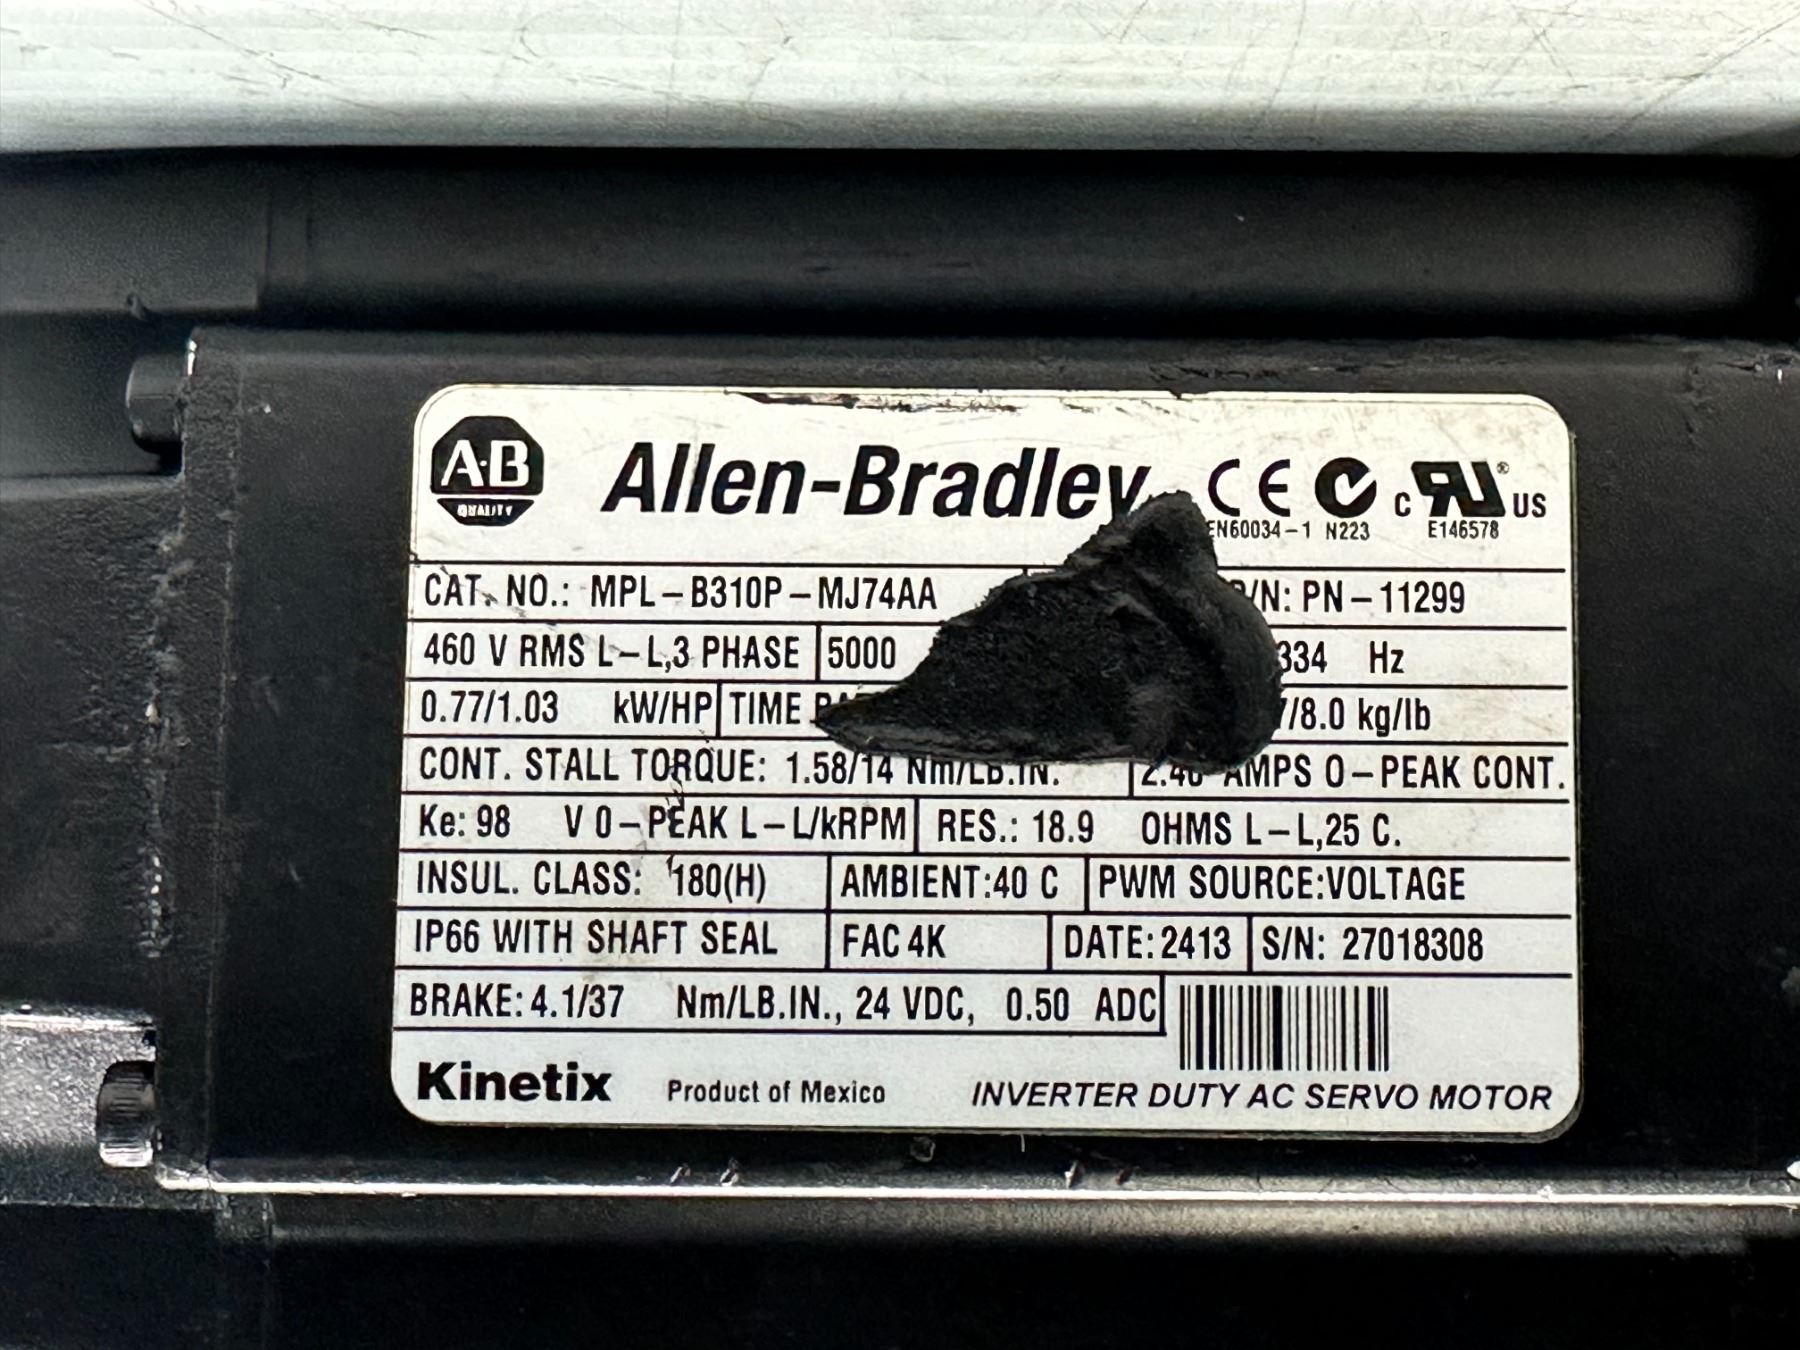 A·B
QUALITY
Allen-Bradley
CE
c RU® US
EN60034-1 N223 E146578
CAT. NO.: MPL-B310P-MJ74AA PN-11299
460 V RMS L-L,3 PHASE 5000 Hz
0.77/1.03 kW/HP TIME kg/lb
CONT. STALL TORQUE: 1.58/14 Nm/LB.IN. AMPS 0-PEAK CONT.
Ke: 98 V 0-PEAK L-L/kRPM RES.: 18.9 OHMS L-L,25 C.
INSUL. CLASS: 180(H) AMBIENT:40 C PWM SOURCE:VOLTAGE
IP66 WITH SHAFT SEAL FAC 4K DATE: 2413 S/N: 27018308
BRAKE: 4.1/37 Nm/LB.IN., 24 VDC, 0.50 ADC
Kinetix Product of Mexico INVERTER DUTY AC SERVO MOTOR